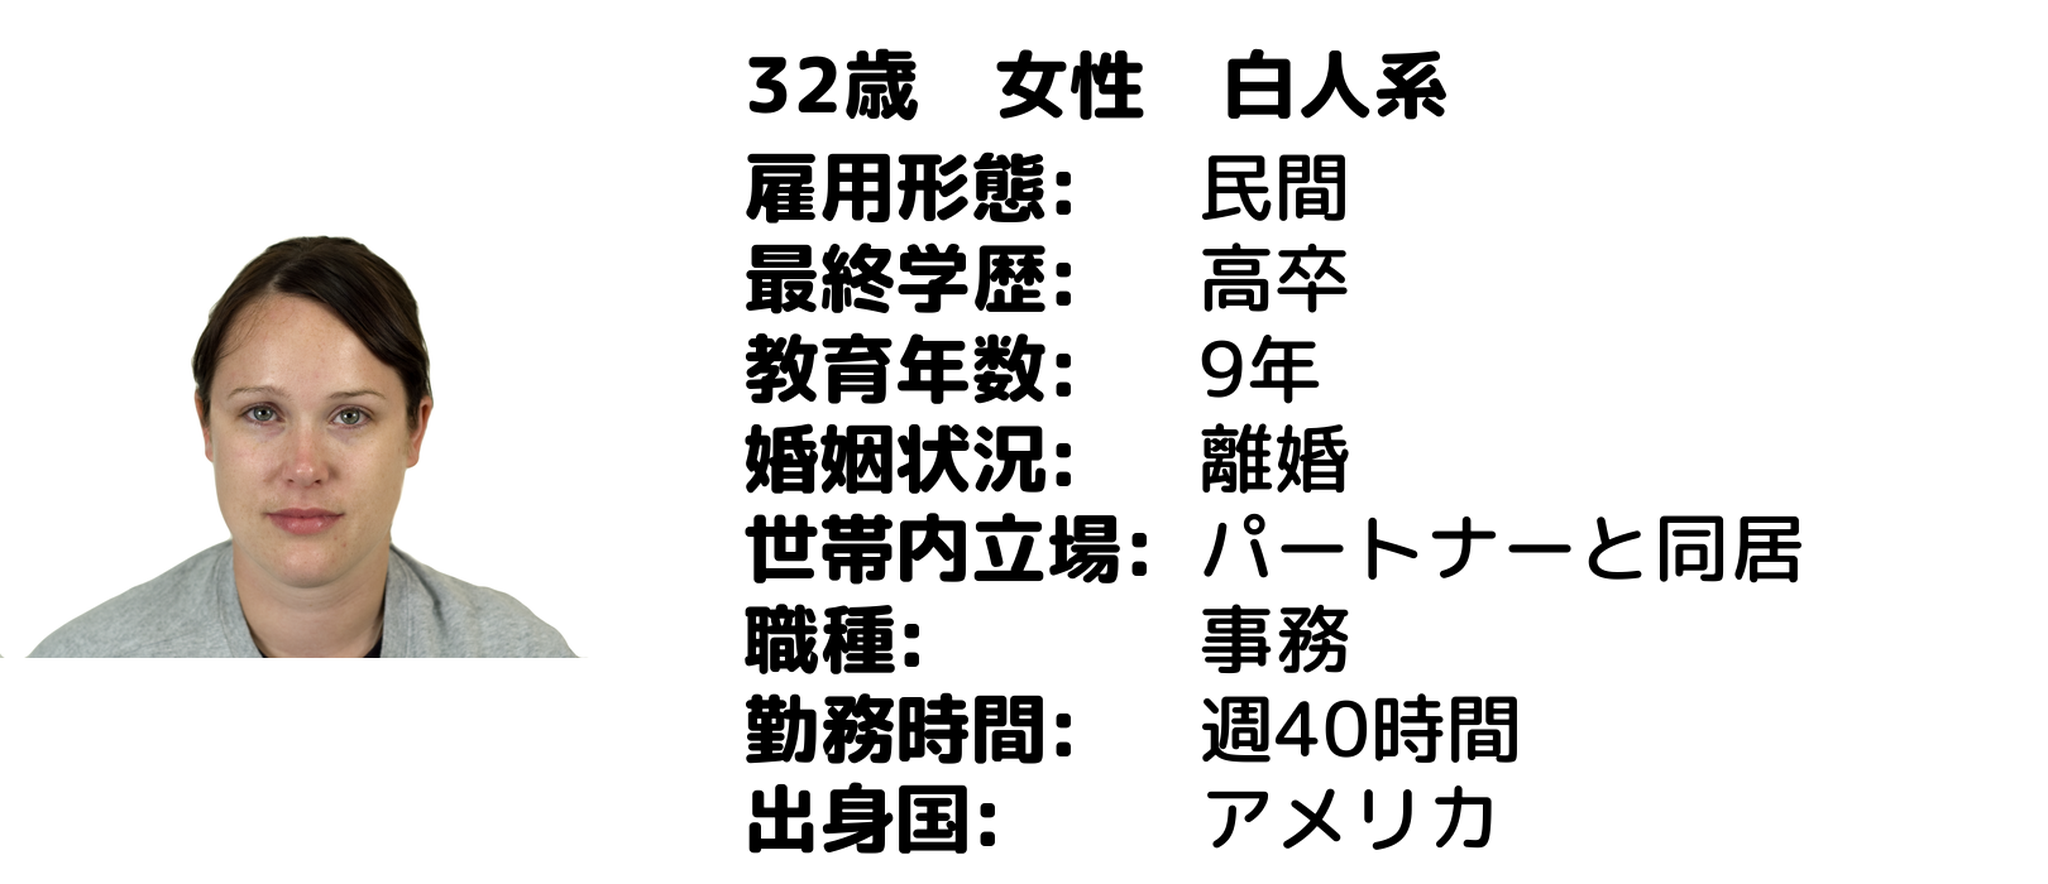 32歳　女性　白人系
雇用形態:　民間
最終学歴:　高卒
教育年数:　9年
婚姻状況:　離婚
世帯内立場:　パートナーと同居
職種:　事務
勤務時間:　週40時間
出身国:　アメリカ